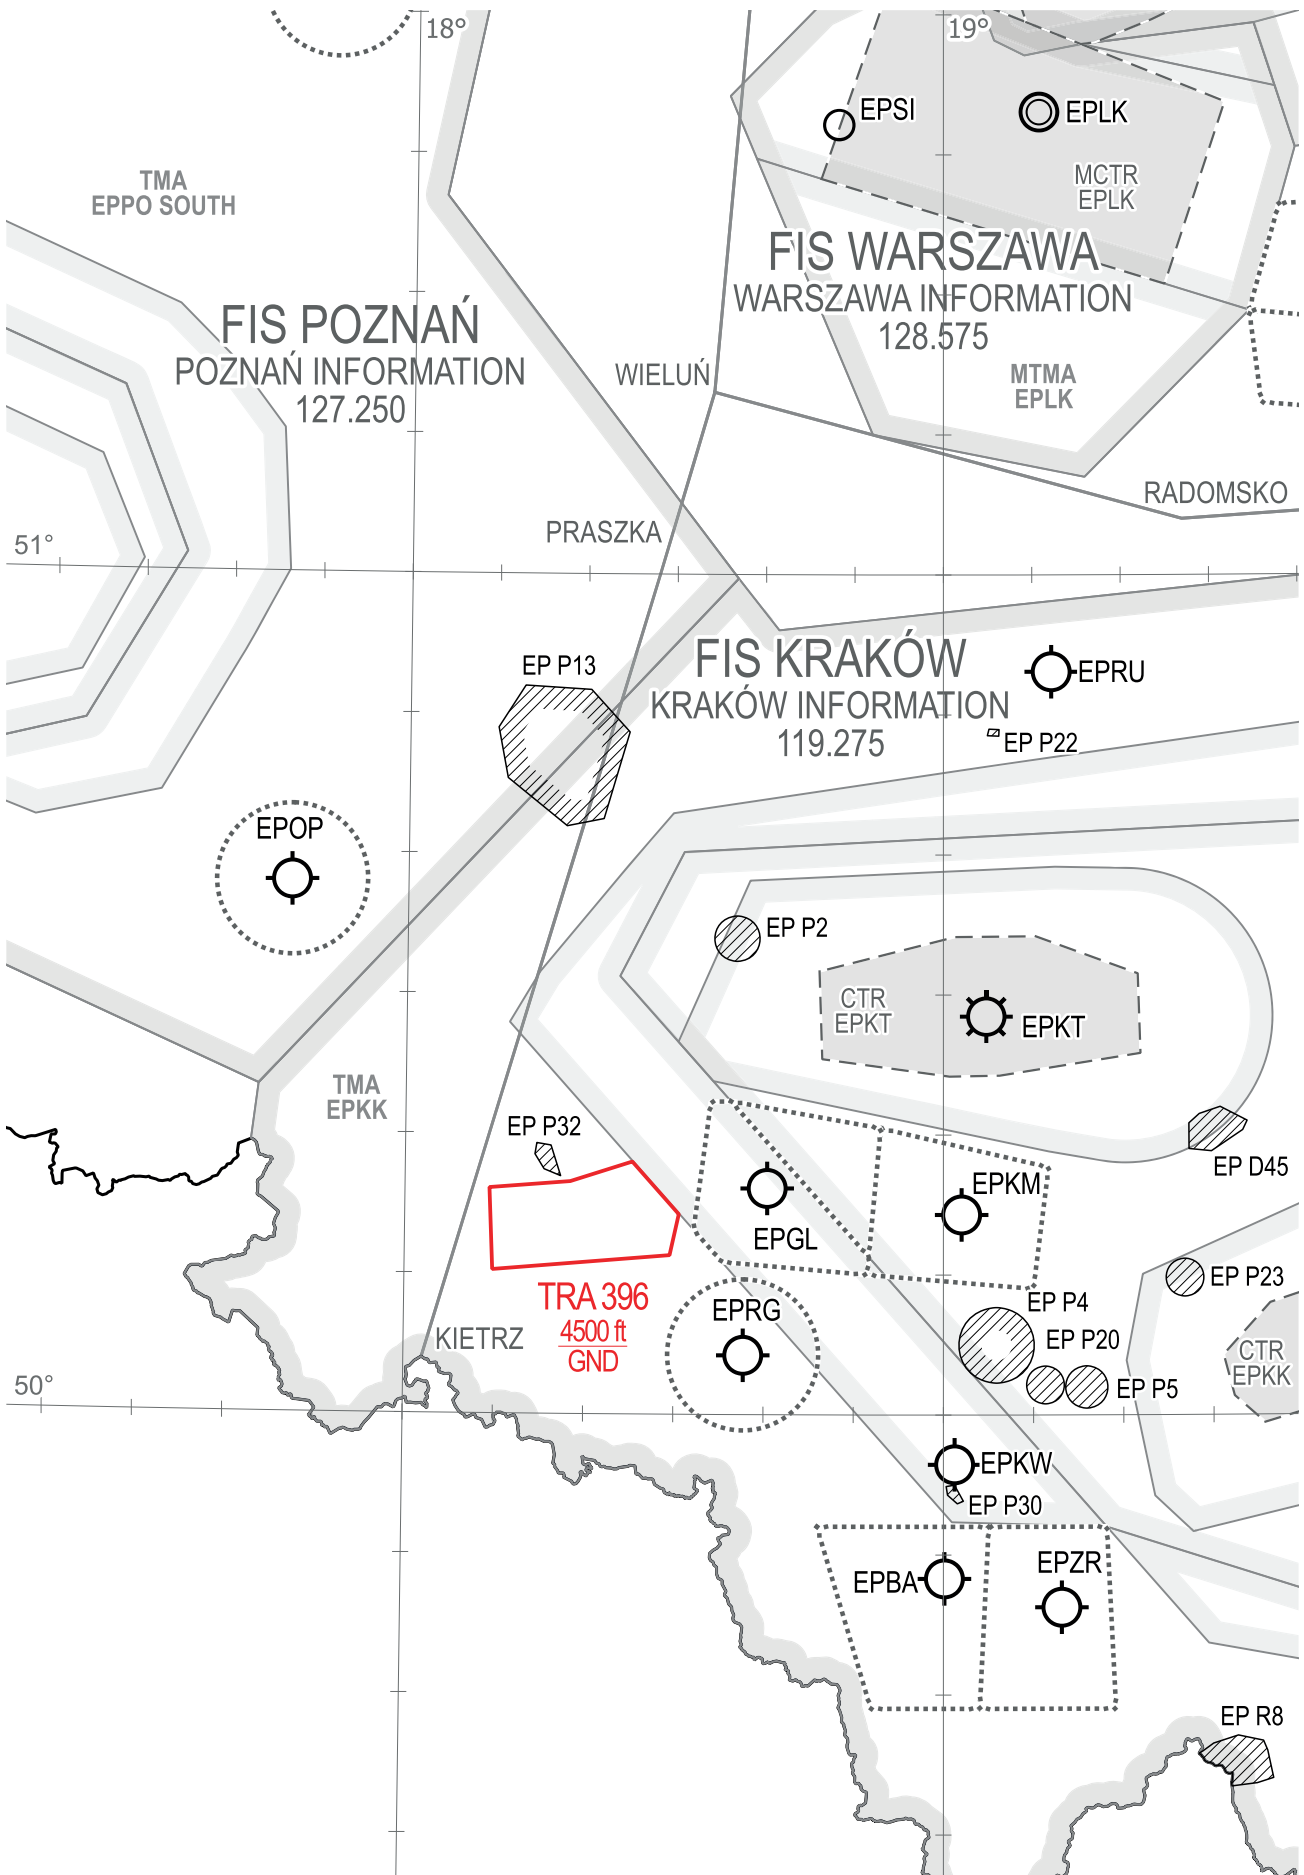 18°
19°
EPSI
EPLK
TMA
EPPO SOUTH
MCTR
EPLK
FIS WARSZAWA
WARSZAWA INFORMATION
128.575
FIS POZNAŃ
POZNAŃ INFORMATION
127.250
WIELUŃ
MTMA
EPLK
RADOMSKO
PRASZKA
51°
FIS KRAKÓW
KRAKÓW INFORMATION
119.275
EP P13
EPRU
EP P22
EPOP
EP P2
CTR
EPKT
EPKT
TMA
EPKK
EP P32
EP D45
EPKM
EPGL
TRA 396
4500 ft
GND
EPRG
EP P23
EP P4
EP P20
KIETRZ
CTR
EPKK
50°
EP P5
EPKW
EP P30
EPBA
EPZR
EP R8